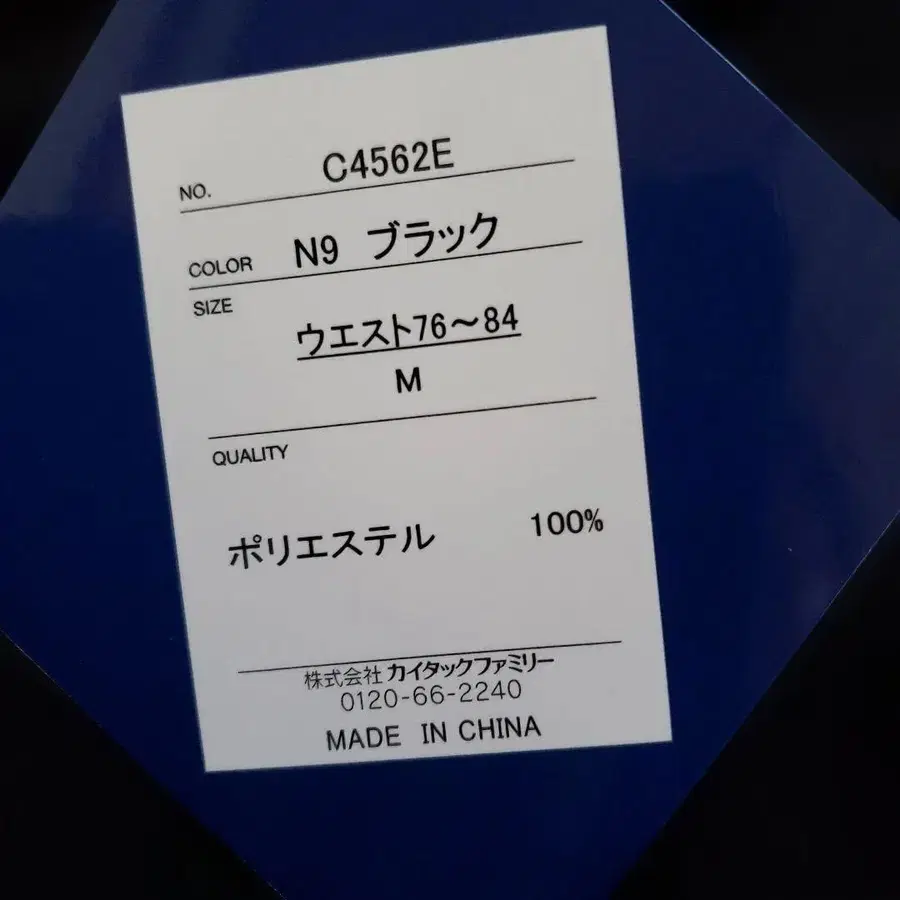 NO. C4562E
COLOR N9 ブラック
SIZE
ウエスト76～84
M
QUALITY
ポリエステル 100%
株式会社カイタックファミリー
0120-66-2240
MADE IN CHINA